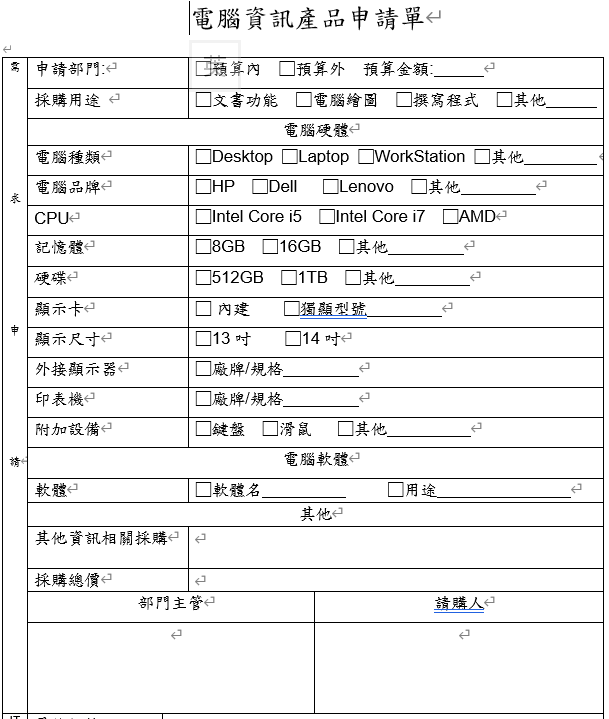 電腦資訊產品申請單
需 求 申 請
申請部門: □預算內 □預算外 預算金額:______
採購用途 □文書功能 □電腦繪圖 □撰寫程式 □其他______
電腦硬體
電腦種類 □Desktop □Laptop □WorkStation □其他_________
電腦品牌 □HP □Dell □Lenovo □其他_________
CPU □Intel Core i5 □Intel Core i7 □AMD
記憶體 □8GB □16GB □其他_________
硬碟 □512GB □1TB □其他_________
顯示卡 □ 內建 □獨顯型號_________
顯示尺寸 □13 吋 □14 吋
外接顯示器 □廠牌/規格_________
印表機 □廠牌/規格_________
附加設備 □鍵盤 □滑鼠 □其他__________
電腦軟體
軟體 □軟體名__________ □用途________________
其他
其他資訊相關採購
採購總價
部門主管 請購人